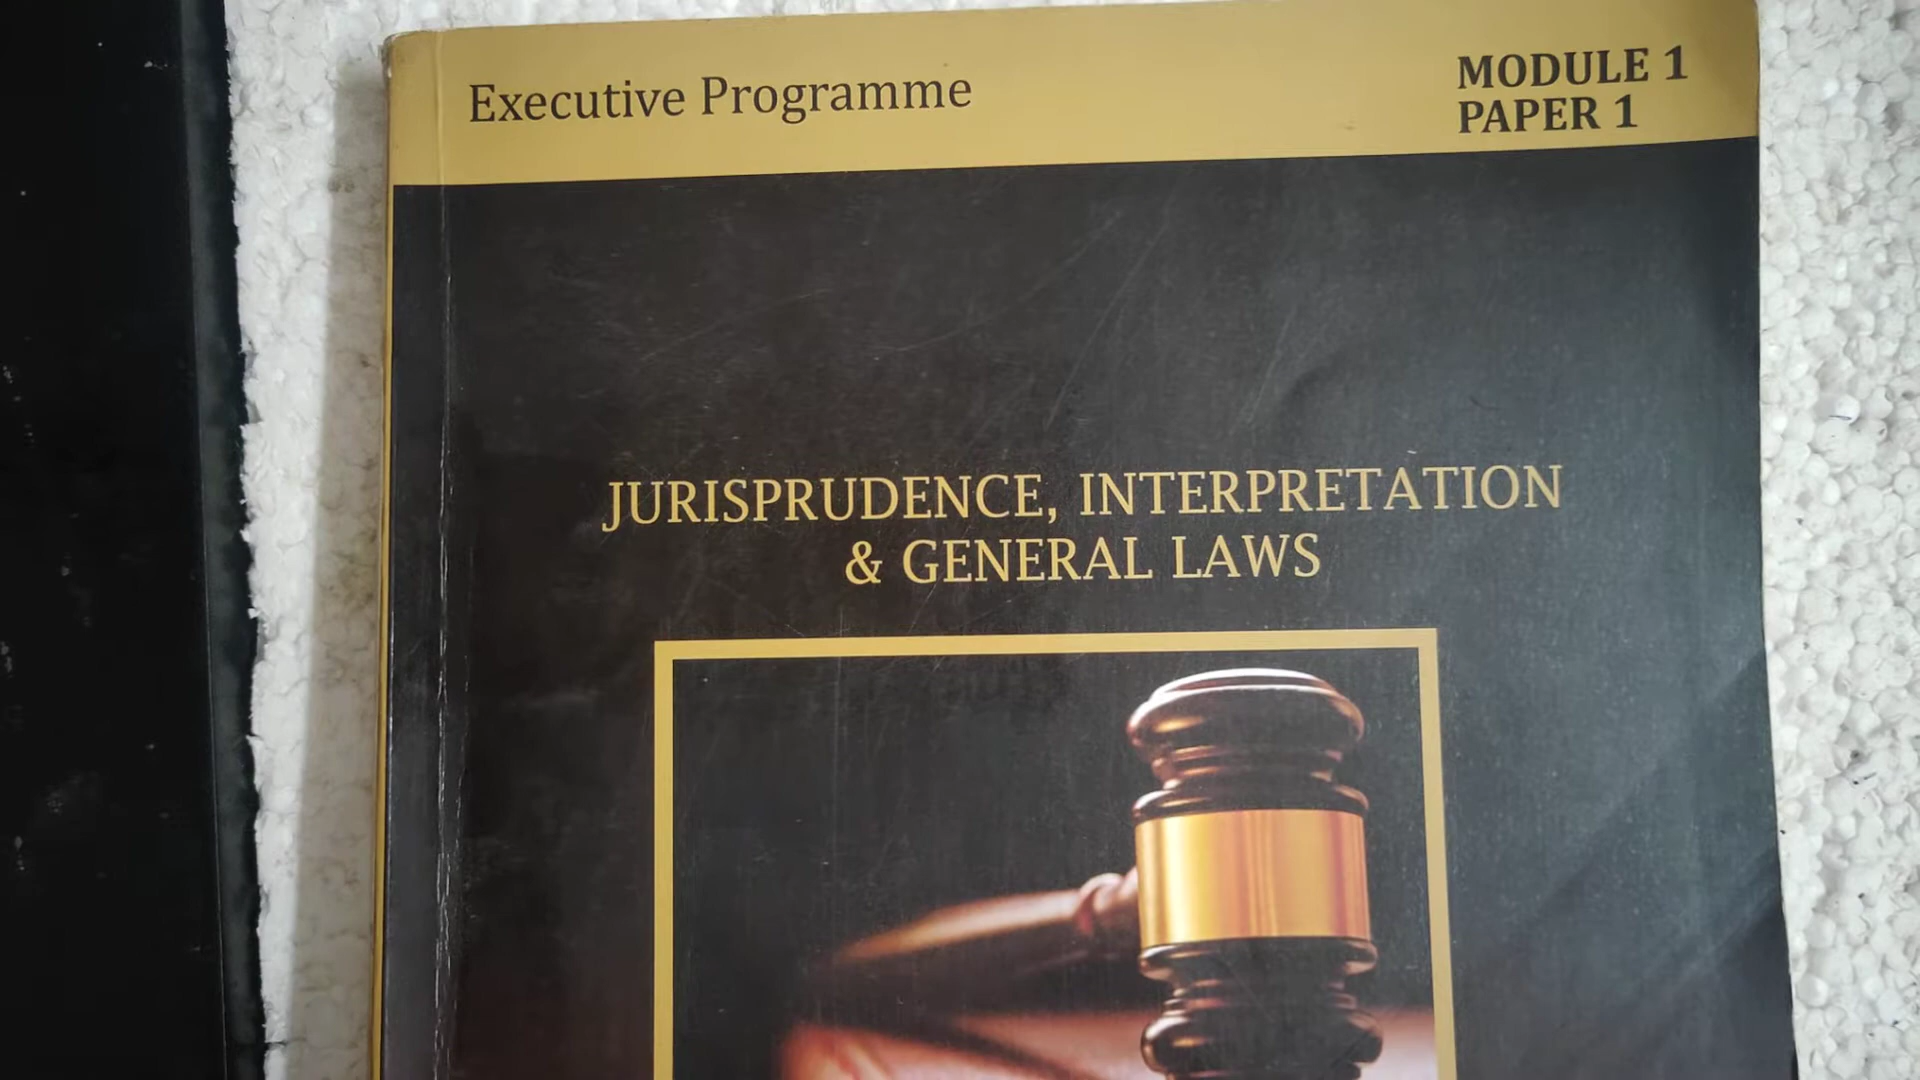 Executive Programme
MODULE 1
PAPER 1
JURISPRUDENCE, INTERPRETATION
& GENERAL LAWS